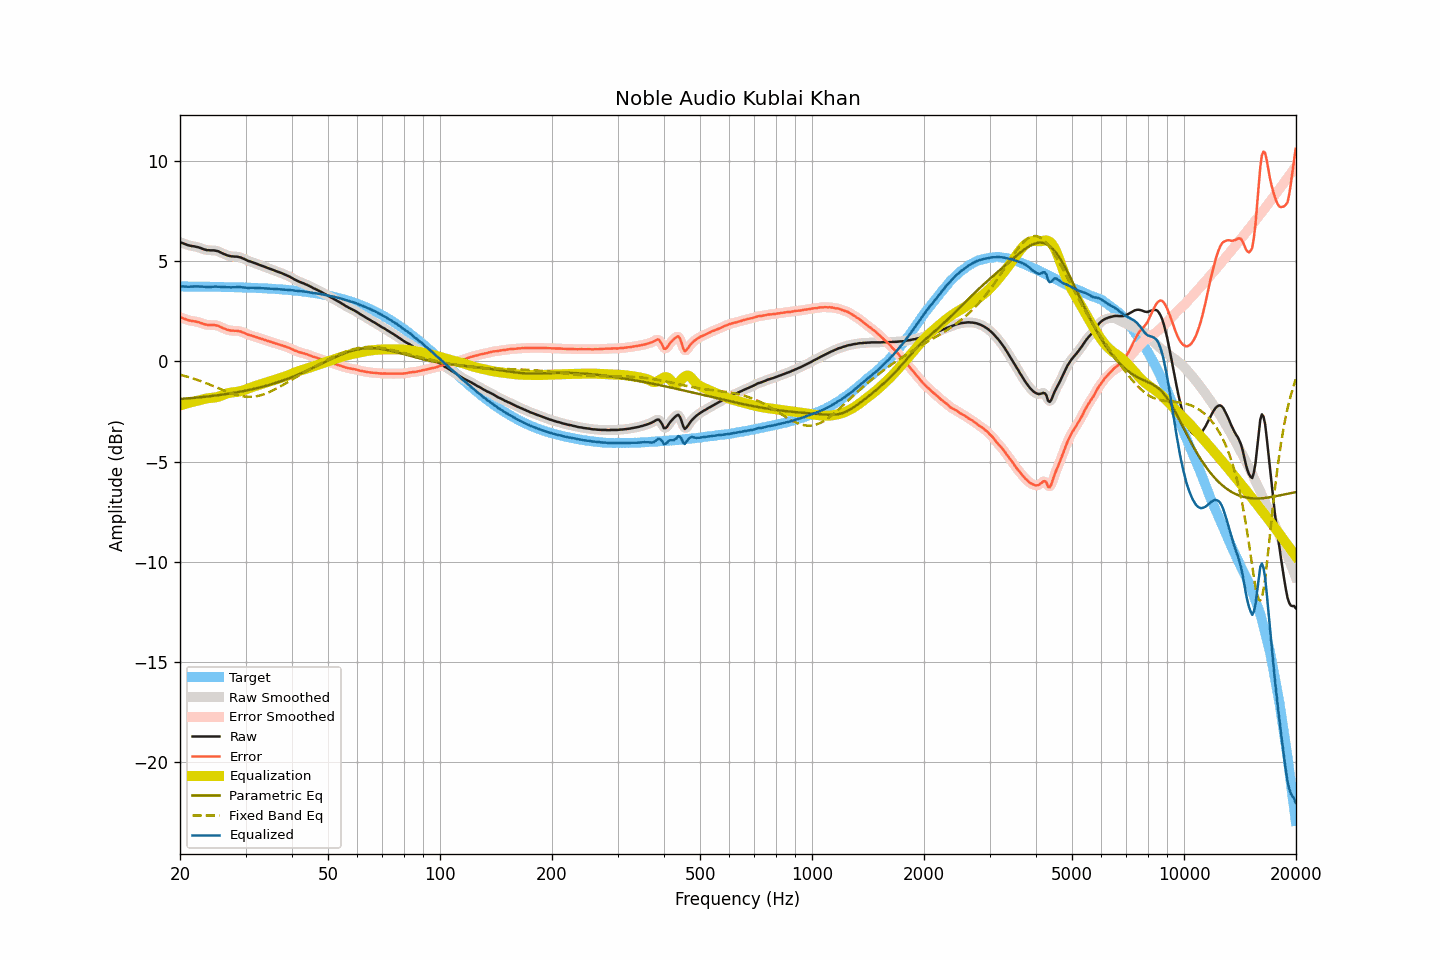 Noble Audio Kublai Khan
10
5
0
−5
−10
−15
−20
Amplitude (dBr)
Target
Raw Smoothed
Error Smoothed
Raw
Error
Equalization
Parametric Eq
Fixed Band Eq
Equalized
20 50 100 200 500 1000 2000 5000 10000 20000
Frequency (Hz)